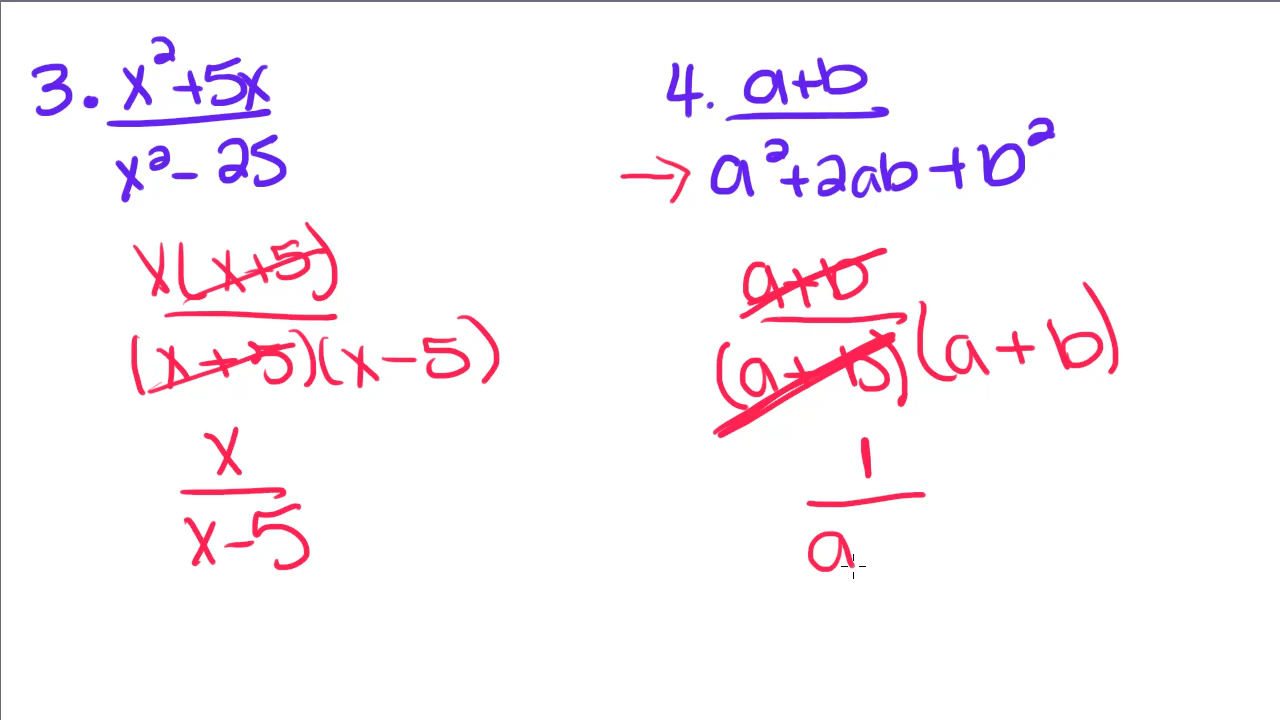 3. x²+5x
x²-25
x(x+5)
(x+5)(x-5)
x
x-5
4. a+b
→ a²+2ab+b²
a+b
(a+b)(a+b)
1
a